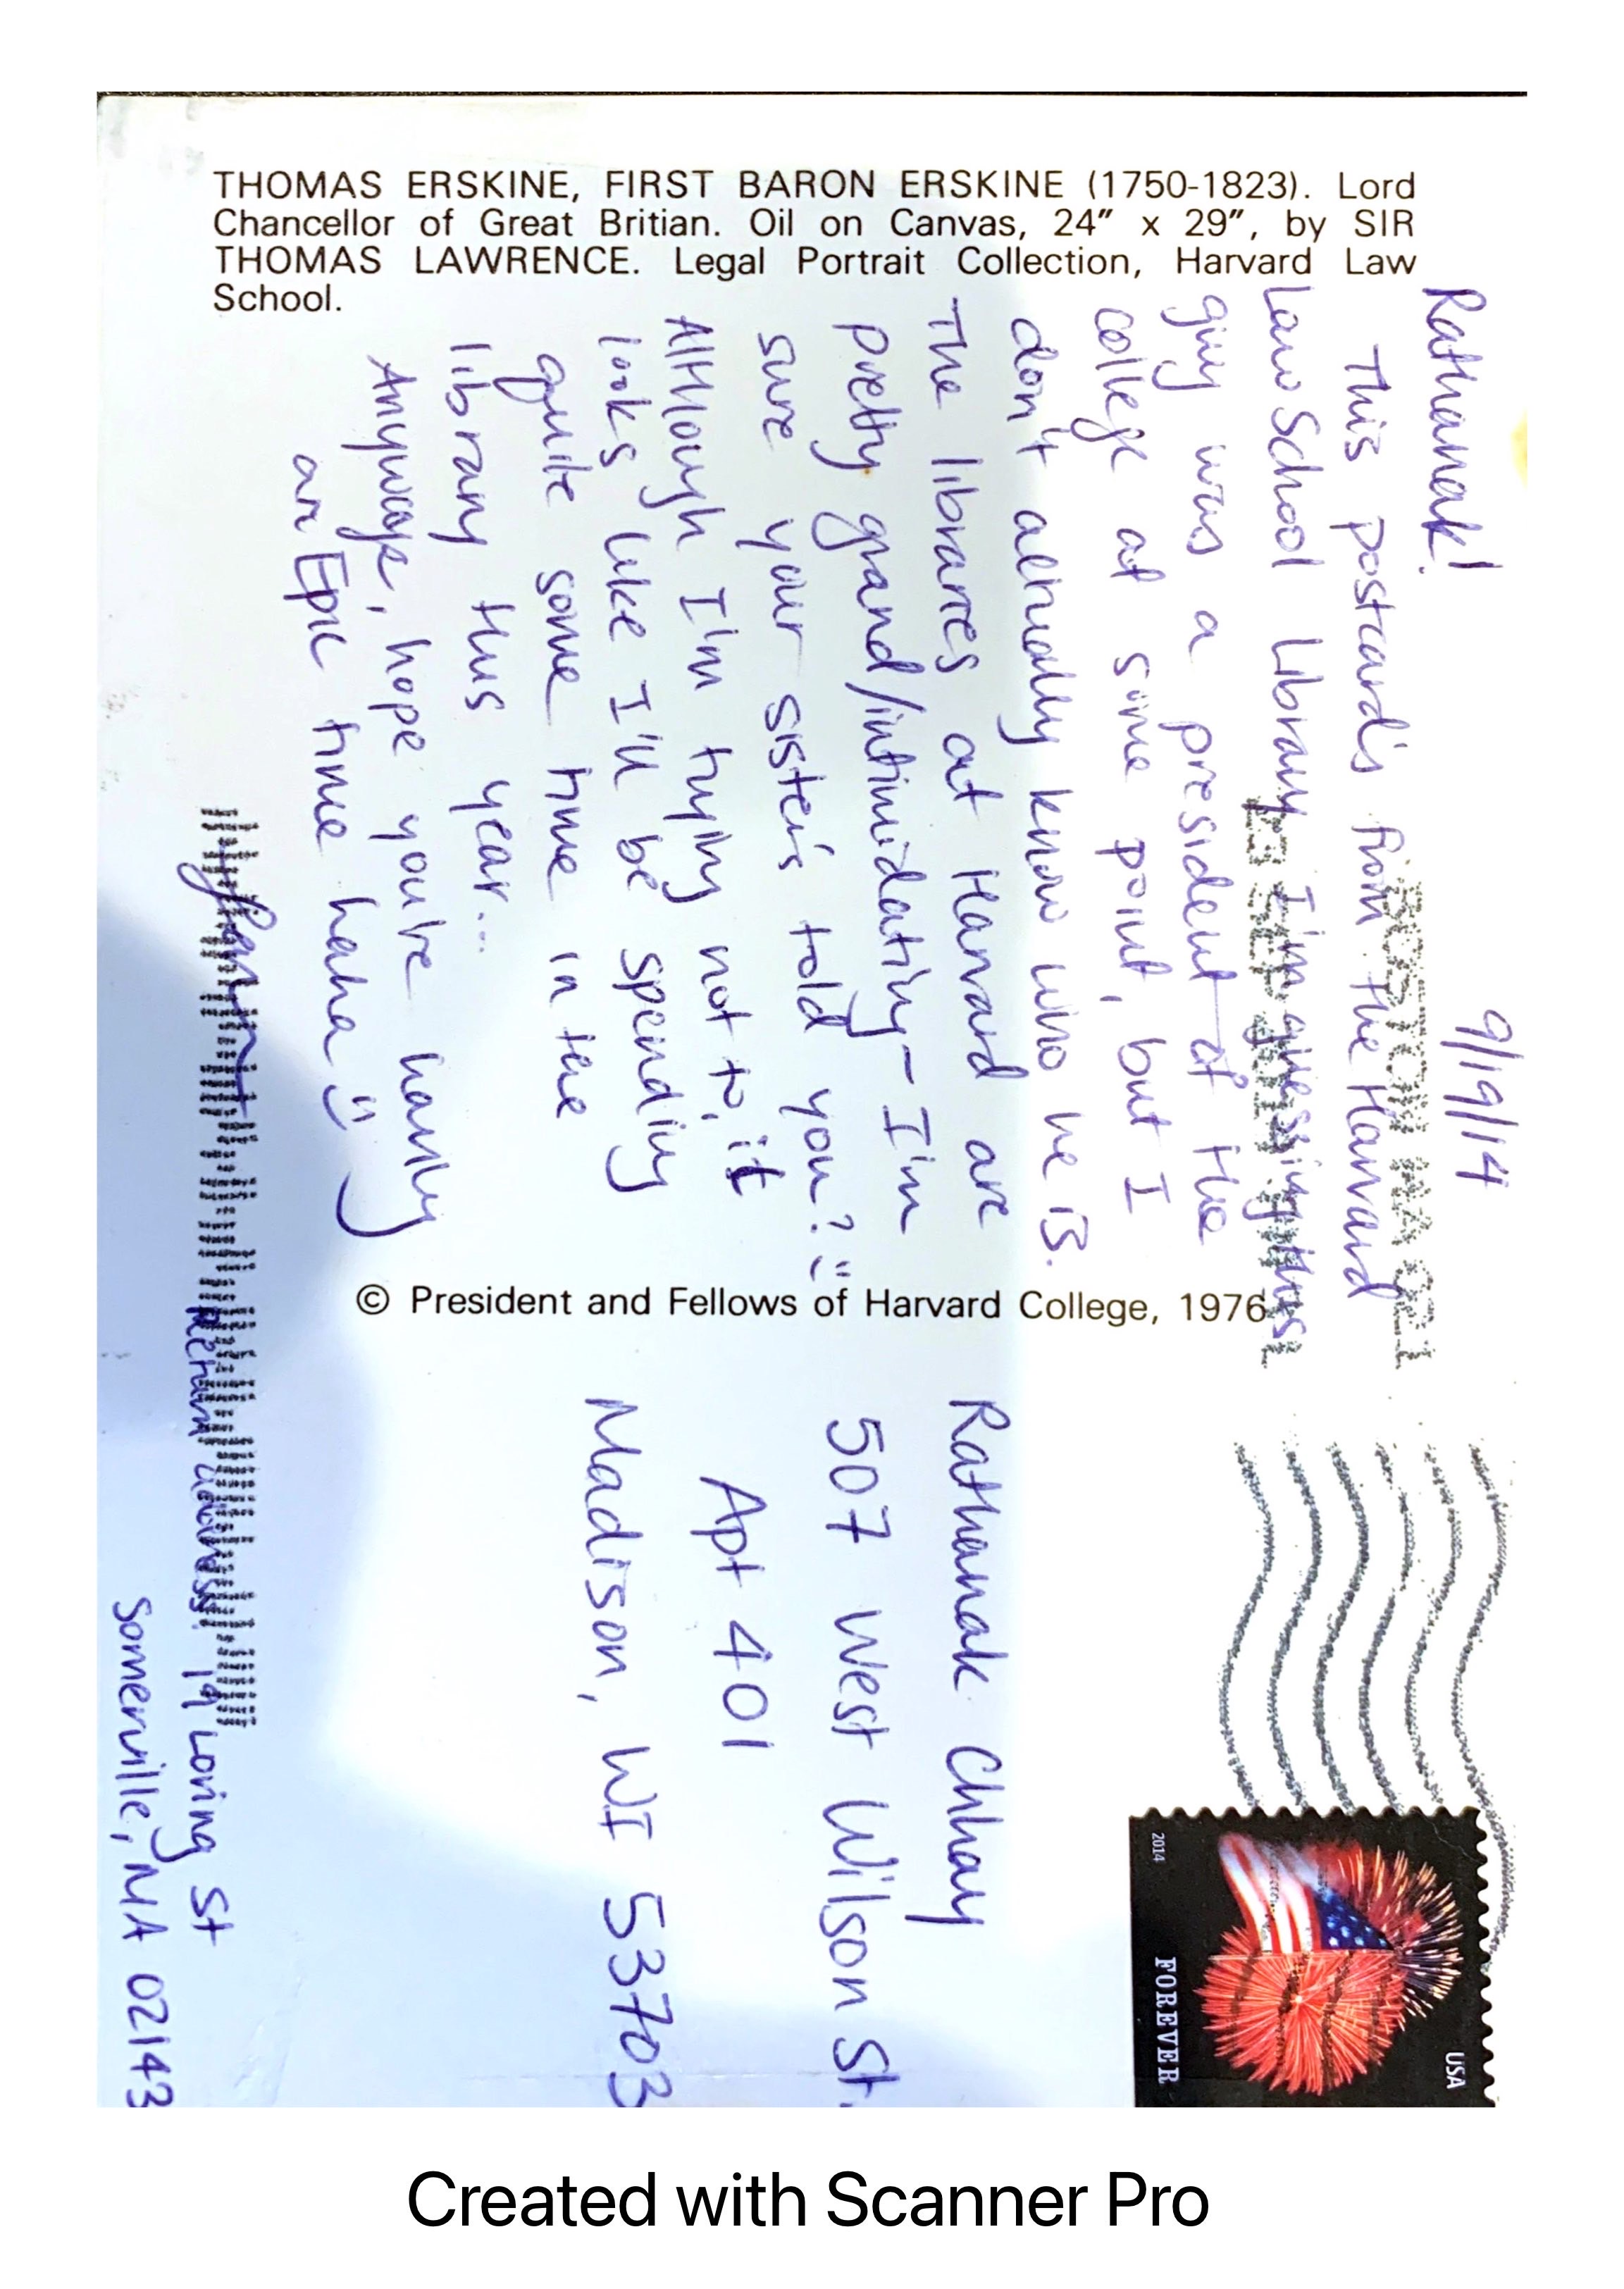 THOMAS ERSKINE, FIRST BARON ERSKINE (1750-1823). Lord
Chancellor of Great Britian. Oil on Canvas, 24″ x 29″, by SIR
THOMAS LAWRENCE. Legal Portrait Collection, Harvard Law
School.
9/19/14
Rathanak!
This postcard's from the Harvard
Law School Library. I'm guessing this
guy was a president of the
college at some point, but I
don't actually know who he is.
The libraries at Harvard are
pretty grand/intimidating - I'm
sure your sister's told you? :)
Although I'm trying not to, it
looks like I'll be spending
quite some time in the
library this year...
Anyways, hope you're having
an Epic time haha :)
BOSTON MA 021
© President and Fellows of Harvard College, 1976
Rathanak Chhay
507 West Wilson St.
Apt 401
Madison, WI 53703
Return address: 19 Loring St
Somerville, MA 02143
USA
FOREVER
2014
Created with Scanner Pro